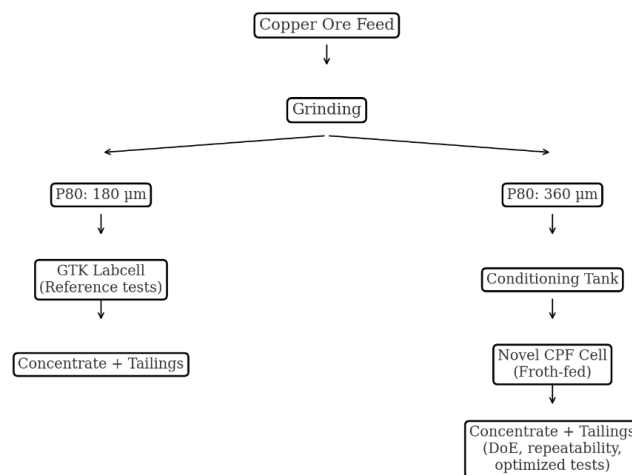 Copper Ore Feed
Grinding
P80: 180 µm
P80: 360 µm
GTK Labcell
(Reference tests)
Conditioning Tank
Concentrate + Tailings
Novel CPF Cell
(Froth-fed)
Concentrate + Tailings
(DoE, repeatability,
optimized tests)